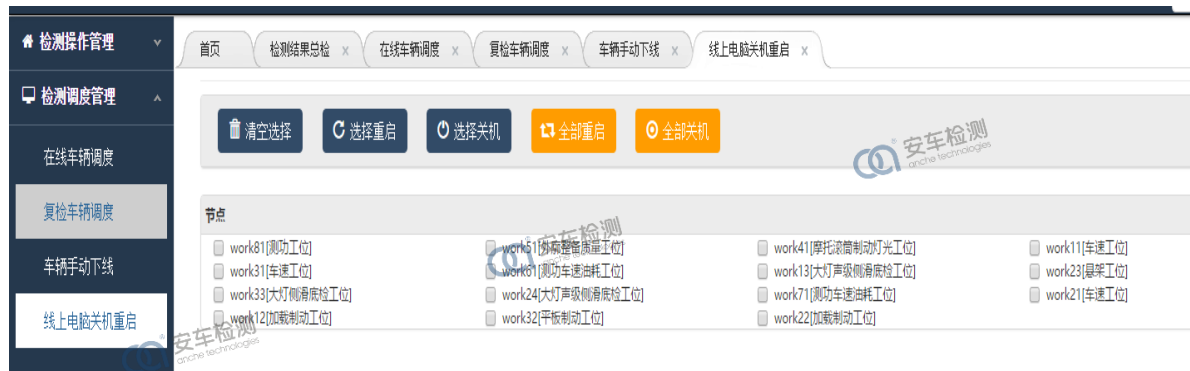 检测操作管理
首页 检测结果总检 × 在线车辆调度 × 复检车辆调度 × 车辆手动下线 × 线上电脑关机重启 ×
检测调度管理
清空选择 选择重启 选择关机 全部重启 全部关机
安车检测
anche technologies
在线车辆调度
复检车辆调度
节点
work81[测功工位] work51[外廓整备质量工位] work41[摩托滚筒制动灯光工位] work11[车速工位]
安车检测
车辆手动下线
work31[车速工位] work61[测功车速油耗工位] work13[大灯声级侧滑底检工位] work23[悬架工位]
work33[大灯侧滑底检工位] work24[大灯声级侧滑底检工位] work71[测功车速油耗工位] work21[车速工位]
线上电脑关机重启
work12[加载制动工位] work32[平板制动工位] work22[加载制动工位]
安车检测
anche technologies